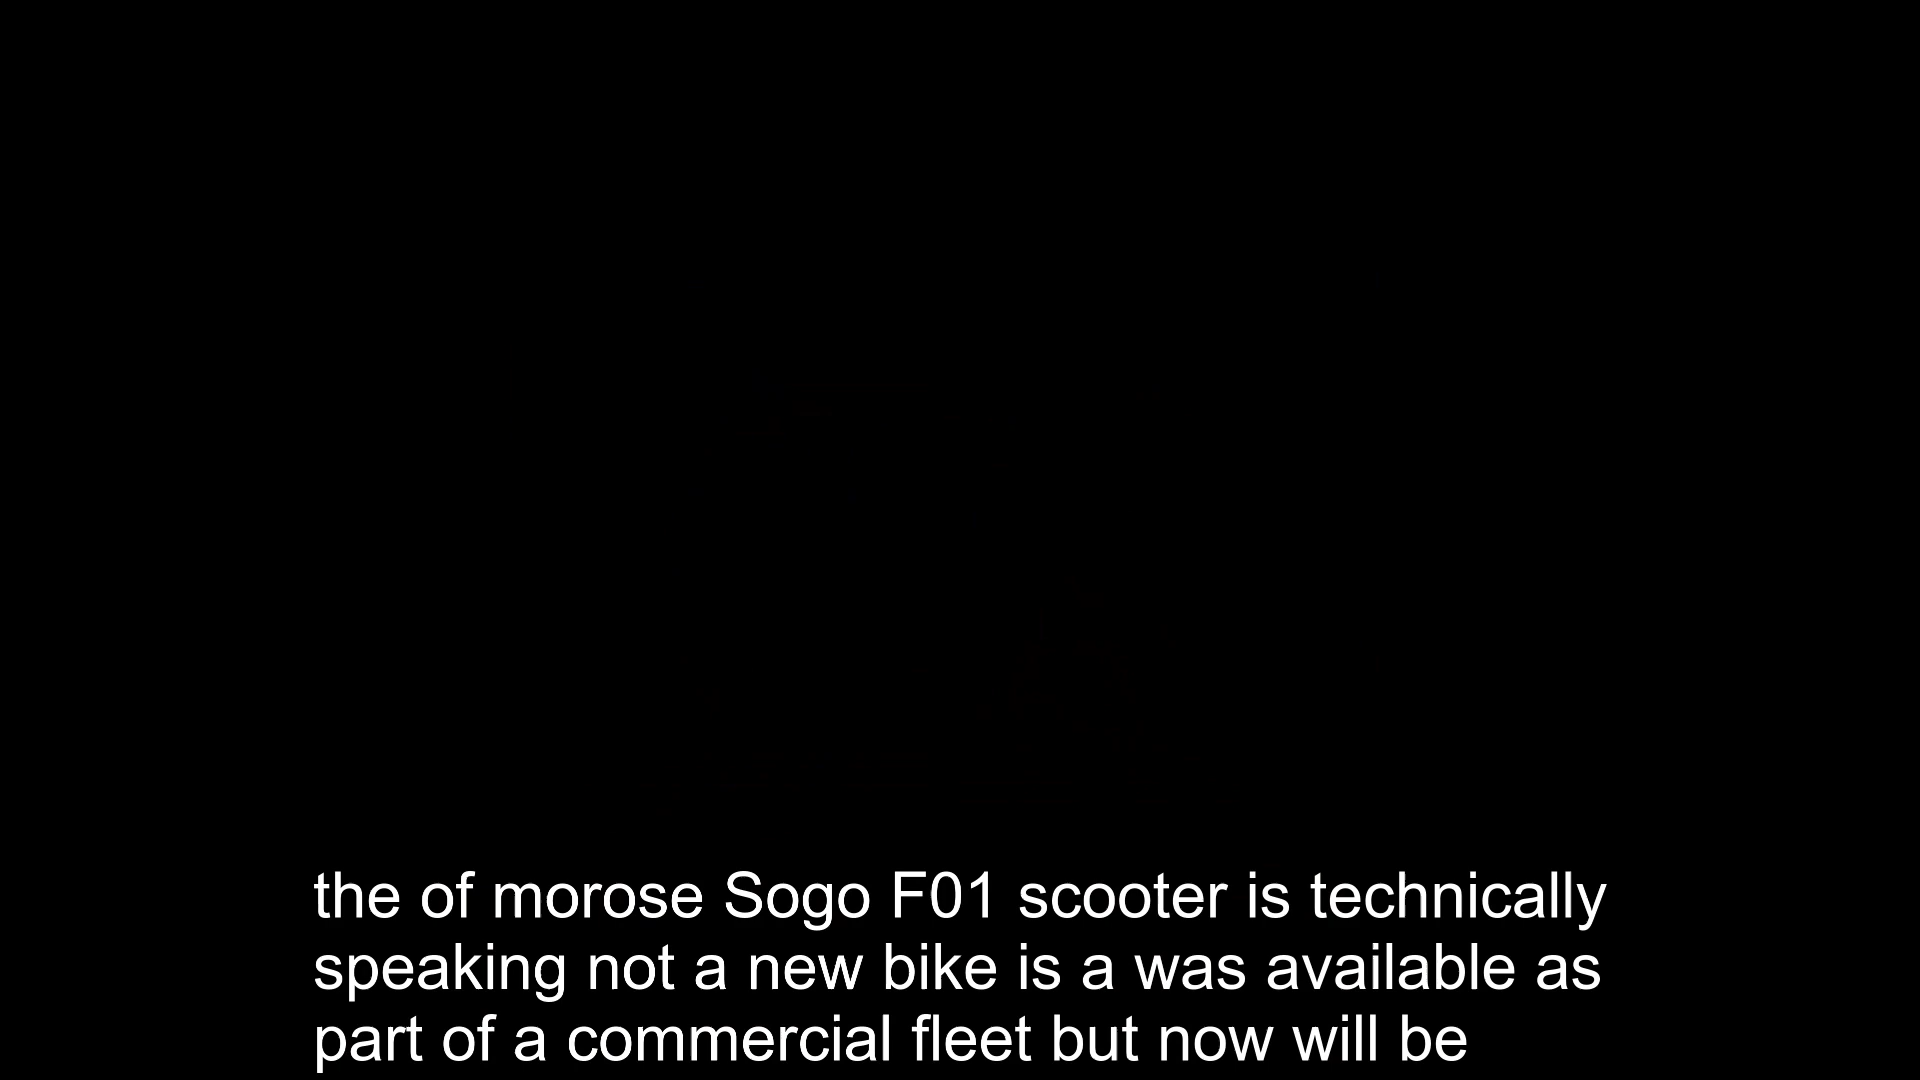 the of morose Sogo F01 scooter is technically
speaking not a new bike is a was available as
part of a commercial fleet but now will be